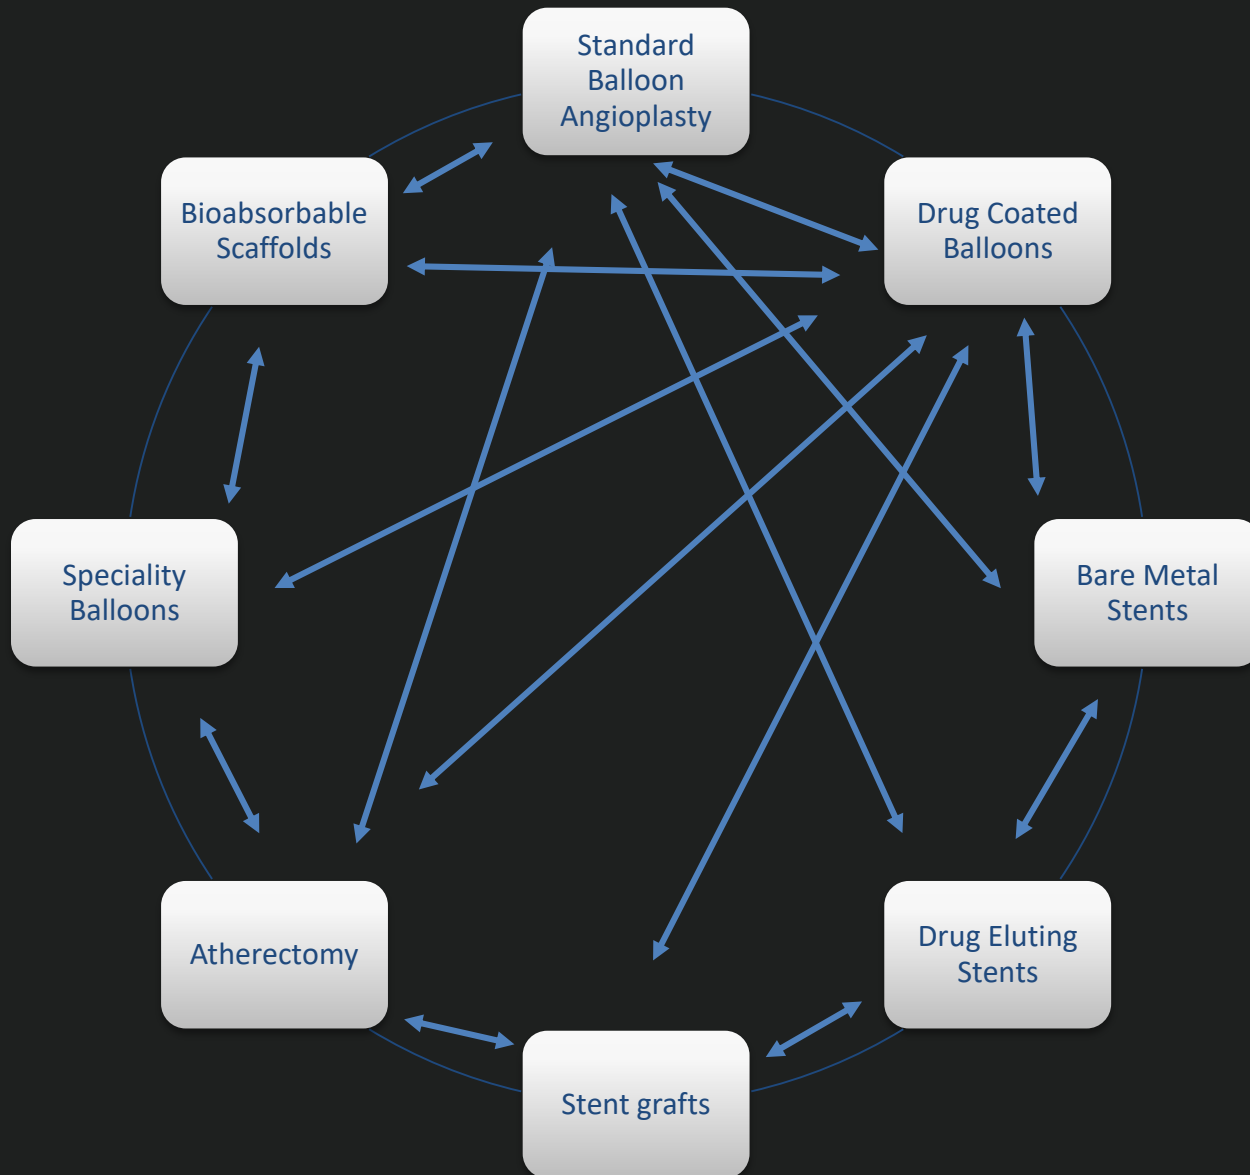 Standard
Balloon
Angioplasty
Drug Coated
Balloons
Bare Metal
Stents
Drug Eluting
Stents
Stent grafts
Atherectomy
Speciality
Balloons
Bioabsorbable
Scaffolds